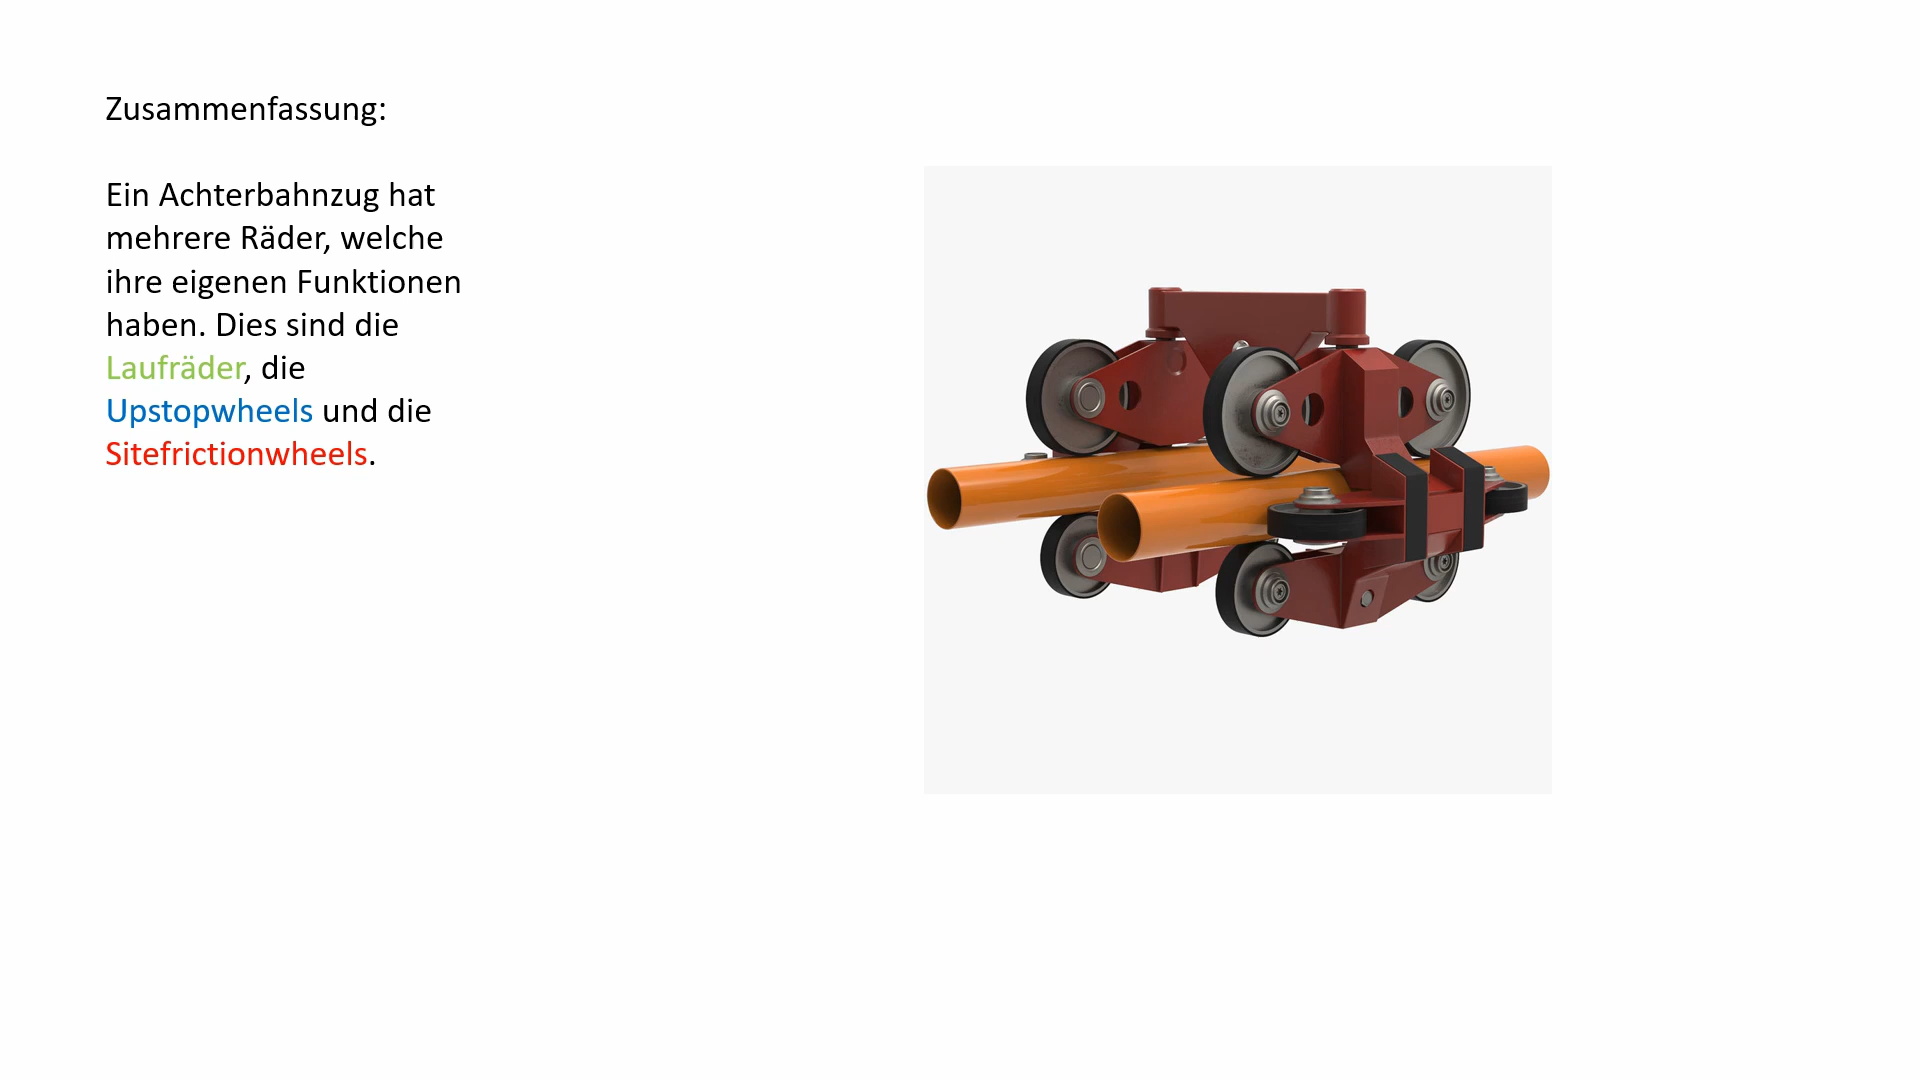 Zusammenfassung:
Ein Achterbahnzug hat
mehrere Räder, welche
ihre eigenen Funktionen
haben. Dies sind die
Laufräder, die
Upstopwheels und die
Sitefrictionwheels.